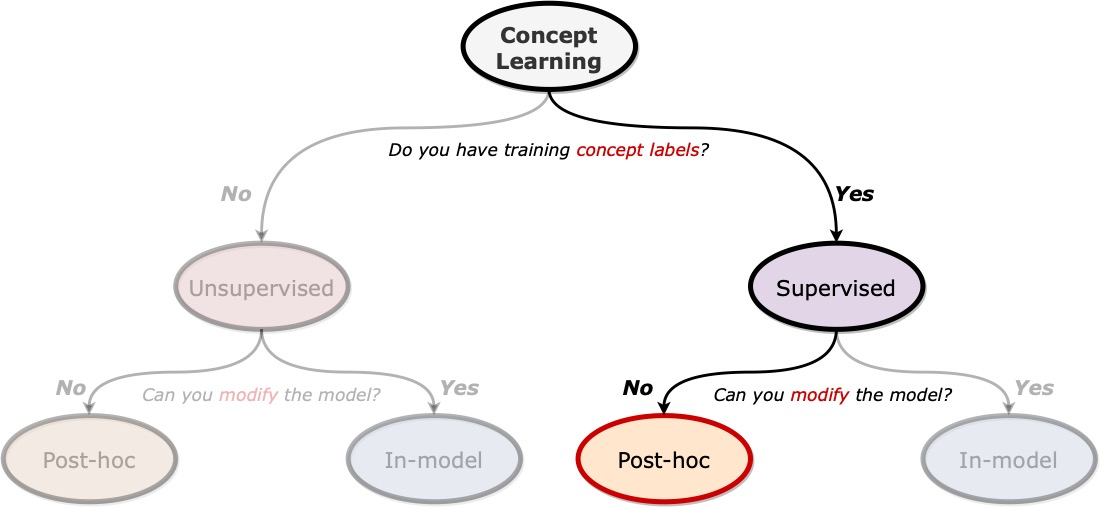 Concept
Learning
Do you have training concept labels?
No
Yes
Unsupervised
Supervised
No
Can you modify the model?
Yes
No
Can you modify the model?
Yes
Post-hoc
In-model
Post-hoc
In-model